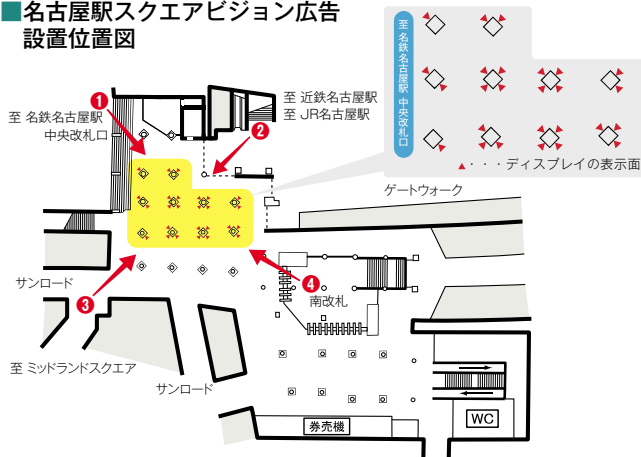 ■名古屋駅スクエアビジョン広告
設置位置図
至 名鉄名古屋駅 中央改札口
▲・・・ディスプレイの表示面
1
至 名鉄名古屋駅
中央改札口
至 近鉄名古屋駅
至 JR名古屋駅
2
ゲートウォーク
サンロード
3
4
南改札
至 ミッドランドスクエア
サンロード
券売機
WC